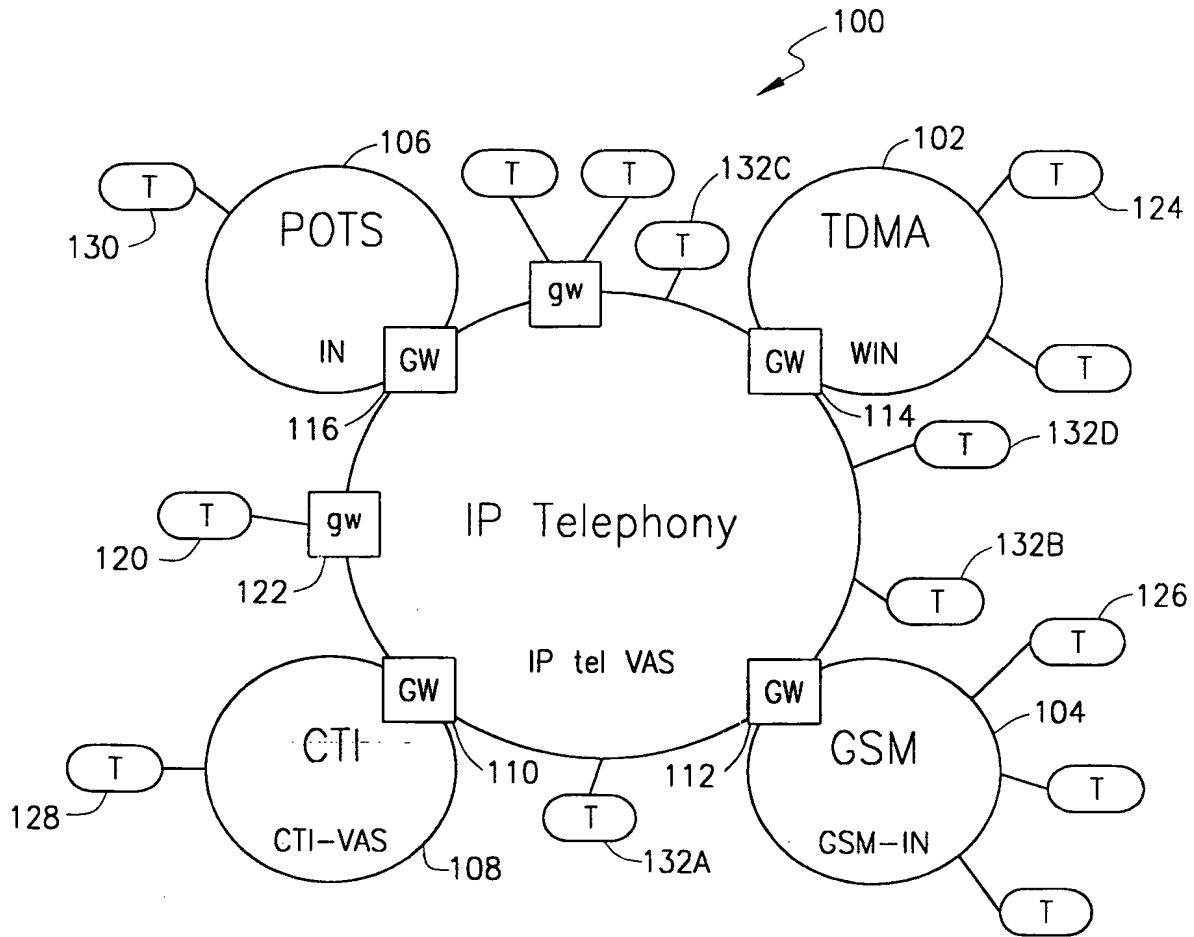 100
106
102
132C
T
T
T
T
T
130
124
POTS
TDMA
gw
IN
GW
GW
WIN
T
116
114
T
132D
T
gw
IP Telephony
120
122
132B
T
126
T
IP tel VAS
GW
GW
104
CTI
GSM
T
110
112
T
128
T
CTI-VAS
GSM-IN
108
132A
T